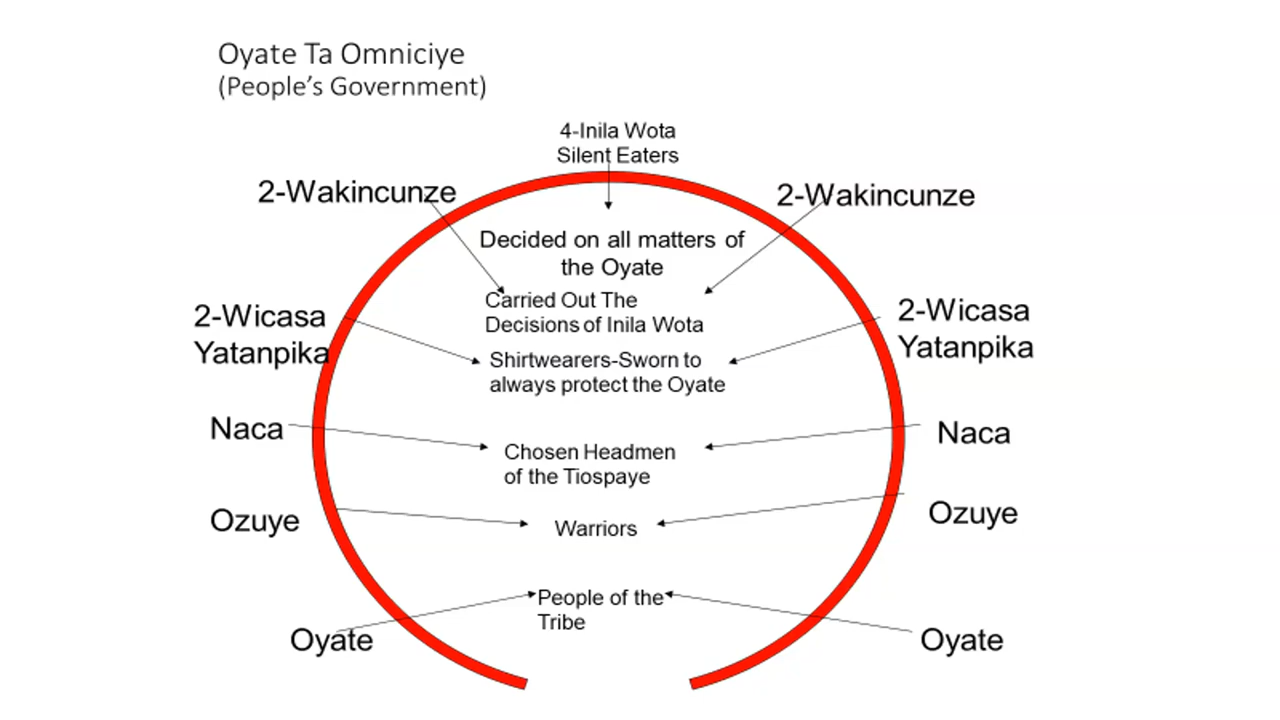 Oyate Ta Omniciye
(People's Government)
4-Inila Wota
Silent Eaters
2-Wakincunze
2-Wakincunze
Decided on all matters of
the Oyate
Carried Out The
Decisions of Inila Wota
2-Wicasa
Yatanpika
2-Wicasa
Yatanpika
Shirtwearers-Sworn to
always protect the Oyate
Naca
Naca
Chosen Headmen
of the Tiospaye
Ozuye
Ozuye
Warriors
People of the
Tribe
Oyate
Oyate